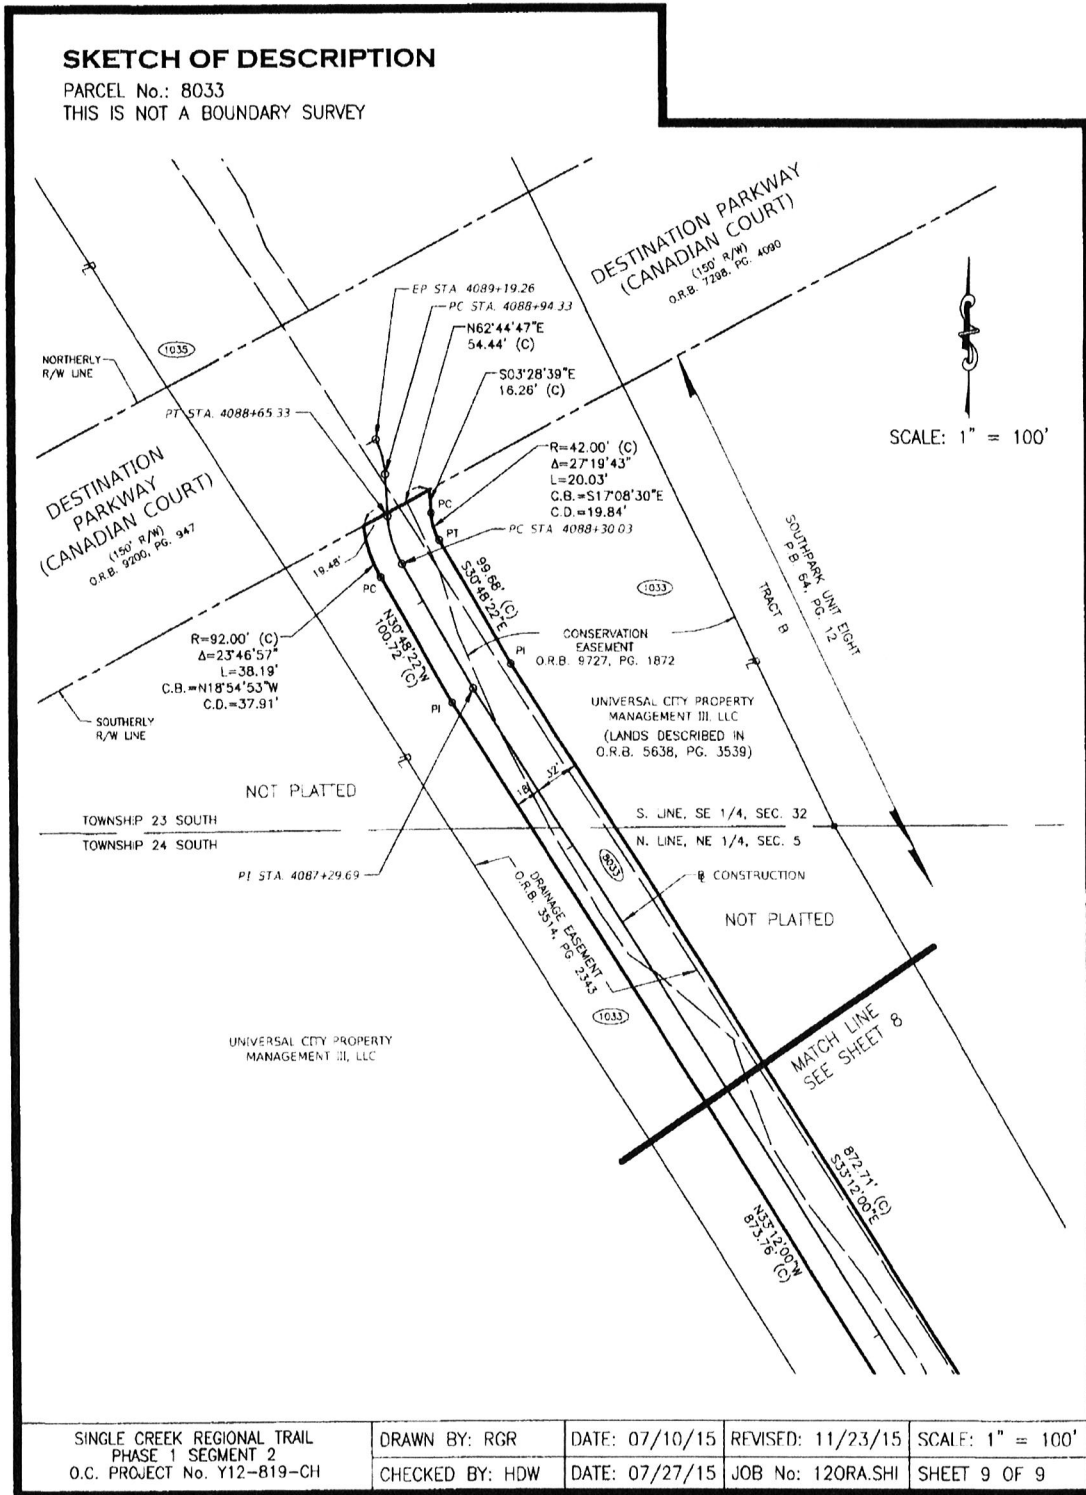 SKETCH OF DESCRIPTION
PARCEL No.: 8033
THIS IS NOT A BOUNDARY SURVEY
DESTINATION PARKWAY
(CANADIAN COURT)
(150' R/W)
O.R.B. 7298, PG. 4090
EP STA 4089+19.26
PC STA. 4088+94.33
N62°44'47"E
54.44' (C)
S03°28'39"E
16.26' (C)
NORTHERLY
R/W LINE
1035
PT STA. 4088+65.33
SCALE: 1" = 100'
R=42.00' (C)
Δ=27°19'43"
L=20.03'
C.B.=S17°08'30"E
C.D.=19.84'
DESTINATION
PARKWAY
(CANADIAN COURT)
(150' R/W)
O.R.B. 9200, PG. 947
PC
PT
PC STA 4088+30.03
19.48'
PC
99.68' (C)
S30°48'22"E
SOUTHPARK UNIT EIGHT
P.B. 64, PG. 12
TRACT B
1033
N30°48'22"W
100.72' (C)
R=92.00' (C)
Δ=23°46'57"
L=38.19'
C.B.=N18°54'53"W
C.D.=37.91'
CONSERVATION
EASEMENT
O.R.B. 9727, PG. 1872
PI
PI
SOUTHERLY
R/W LINE
UNIVERSAL CITY PROPERTY
MANAGEMENT III, LLC
(LANDS DESCRIBED IN
O.R.B. 5638, PG. 3539)
NOT PLATTED
18'
32'
TOWNSHIP 23 SOUTH
TOWNSHIP 24 SOUTH
S. LINE, SE 1/4, SEC. 32
N. LINE, NE 1/4, SEC. 5
PI STA. 4087+29.69
8033
CONSTRUCTION
DRAINAGE EASEMENT
O.R.B. 3514, PG. 2343
NOT PLATTED
1033
UNIVERSAL CITY PROPERTY
MANAGEMENT III, LLC
MATCH LINE
SEE SHEET 8
872.71' (C)
S33°12'00"E
N33°12'00"W
873.76' (C)
SINGLE CREEK REGIONAL TRAIL
PHASE 1 SEGMENT 2
O.C. PROJECT No. Y12-819-CH
DRAWN BY: RGR
DATE: 07/10/15
REVISED: 11/23/15
SCALE: 1" = 100'
CHECKED BY: HDW
DATE: 07/27/15
JOB No: 12ORA.SHI
SHEET 9 OF 9